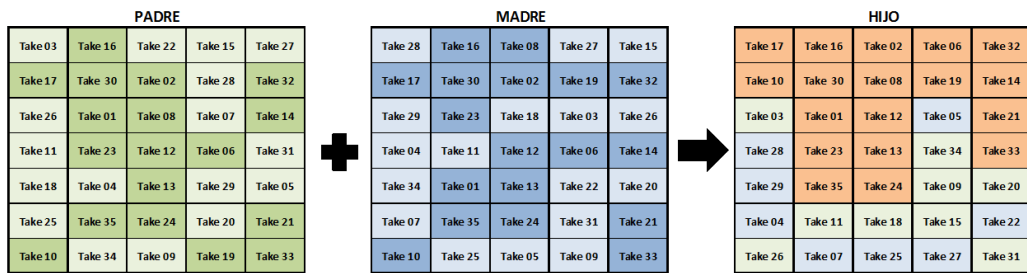 PADRE MADRE HIJO
Take 03 Take 16 Take 22 Take 15 Take 27 Take 28 Take 16 Take 08 Take 27 Take 15 Take 17 Take 16 Take 02 Take 06 Take 32
Take 17 Take 30 Take 02 Take 28 Take 32 Take 17 Take 30 Take 02 Take 19 Take 32 Take 10 Take 30 Take 08 Take 19 Take 14
Take 26 Take 01 Take 08 Take 07 Take 14 Take 29 Take 23 Take 18 Take 03 Take 26 Take 03 Take 01 Take 12 Take 05 Take 21
Take 11 Take 23 Take 12 Take 06 Take 31 Take 04 Take 11 Take 12 Take 06 Take 14 Take 28 Take 23 Take 13 Take 34 Take 33
Take 18 Take 04 Take 13 Take 29 Take 05 Take 34 Take 01 Take 13 Take 22 Take 20 Take 29 Take 35 Take 24 Take 09 Take 20
Take 25 Take 35 Take 24 Take 20 Take 21 Take 07 Take 35 Take 24 Take 31 Take 21 Take 04 Take 11 Take 18 Take 15 Take 22
Take 10 Take 34 Take 09 Take 19 Take 33 Take 10 Take 25 Take 05 Take 09 Take 33 Take 26 Take 07 Take 25 Take 27 Take 31